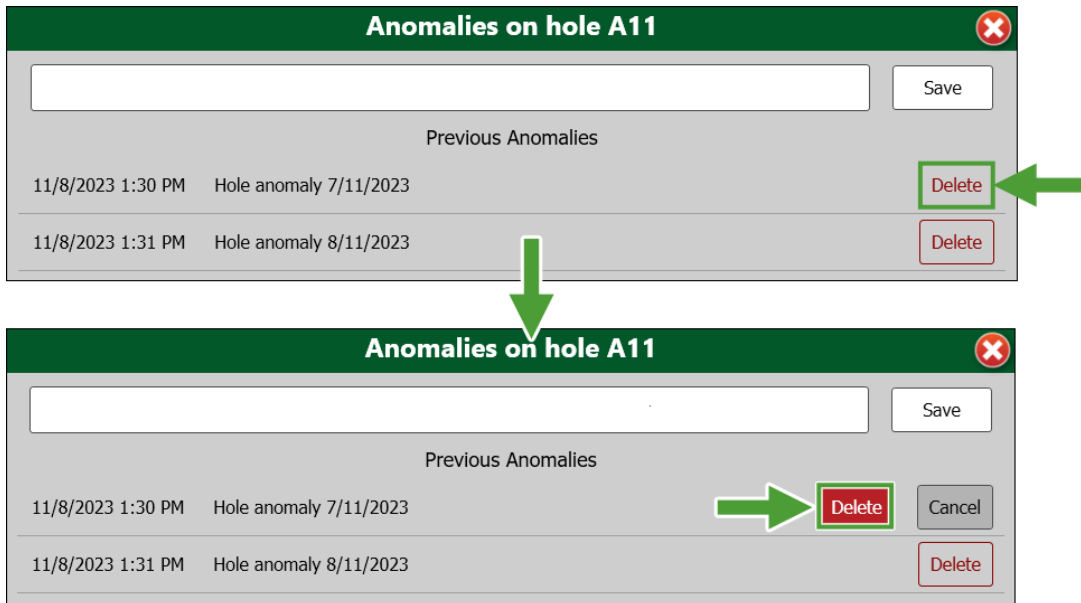 Anomalies on hole A11
Save
Previous Anomalies
11/8/2023 1:30 PM Hole anomaly 7/11/2023 Delete
11/8/2023 1:31 PM Hole anomaly 8/11/2023 Delete
Anomalies on hole A11
Save
Previous Anomalies
11/8/2023 1:30 PM Hole anomaly 7/11/2023 Delete Cancel
11/8/2023 1:31 PM Hole anomaly 8/11/2023 Delete